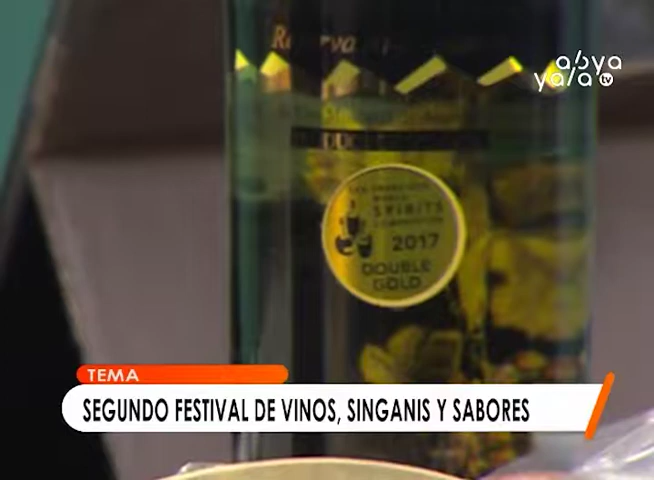 abya
yala tv
Reserva
SAN FRANCISCO
WORLD
SPIRITS
COMPETITION
2017
DOUBLE
GOLD
TEMA
SEGUNDO FESTIVAL DE VINOS, SINGANIS Y SABORES